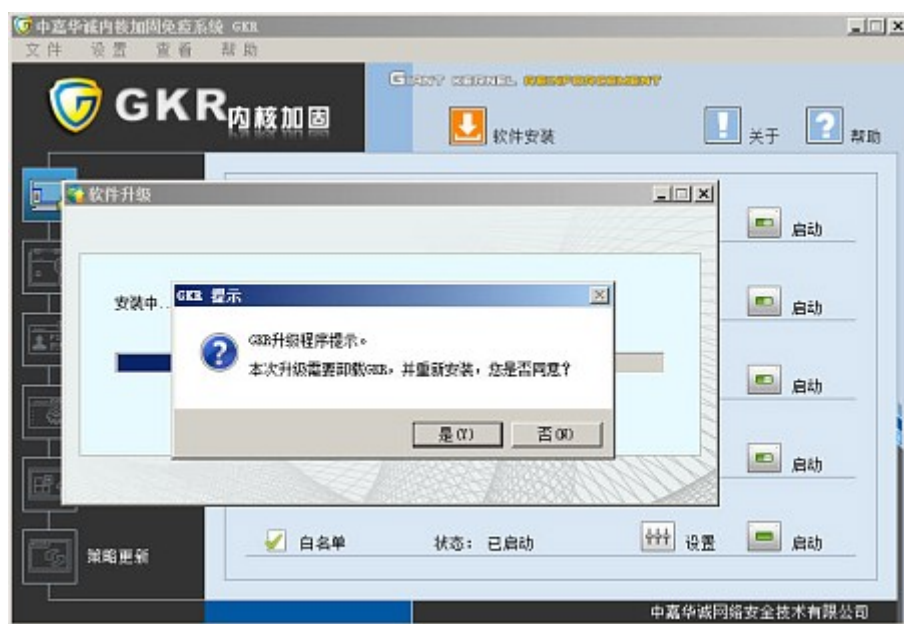 中嘉华诚内核加固免疫系统 GKR
文件 设置 查看 帮助
GIANT KERNEL REINFORCEMENT
GKR内核加固
软件安装
关于
帮助
软件升级
启动
启动
启动
启动
安装中..
GKR 提示
GKR升级程序提示。
本次升级需要卸载GKR，并重新安装，您是否同意？
是(Y) 否(N)
策略更新
白名单 状态： 已启动 设置 启动
中嘉华诚网络安全技术有限公司